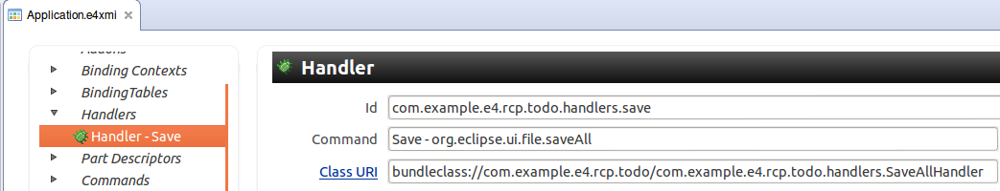 Application.e4xmi
Addons
Binding Contexts
BindingTables
Handlers
Handler - Save
Part Descriptors
Commands
Handler
Id com.example.e4.rcp.todo.handlers.save
Command Save - org.eclipse.ui.file.saveAll
Class URI bundleclass://com.example.e4.rcp.todo/com.example.e4.rcp.todo.handlers.SaveAllHandler